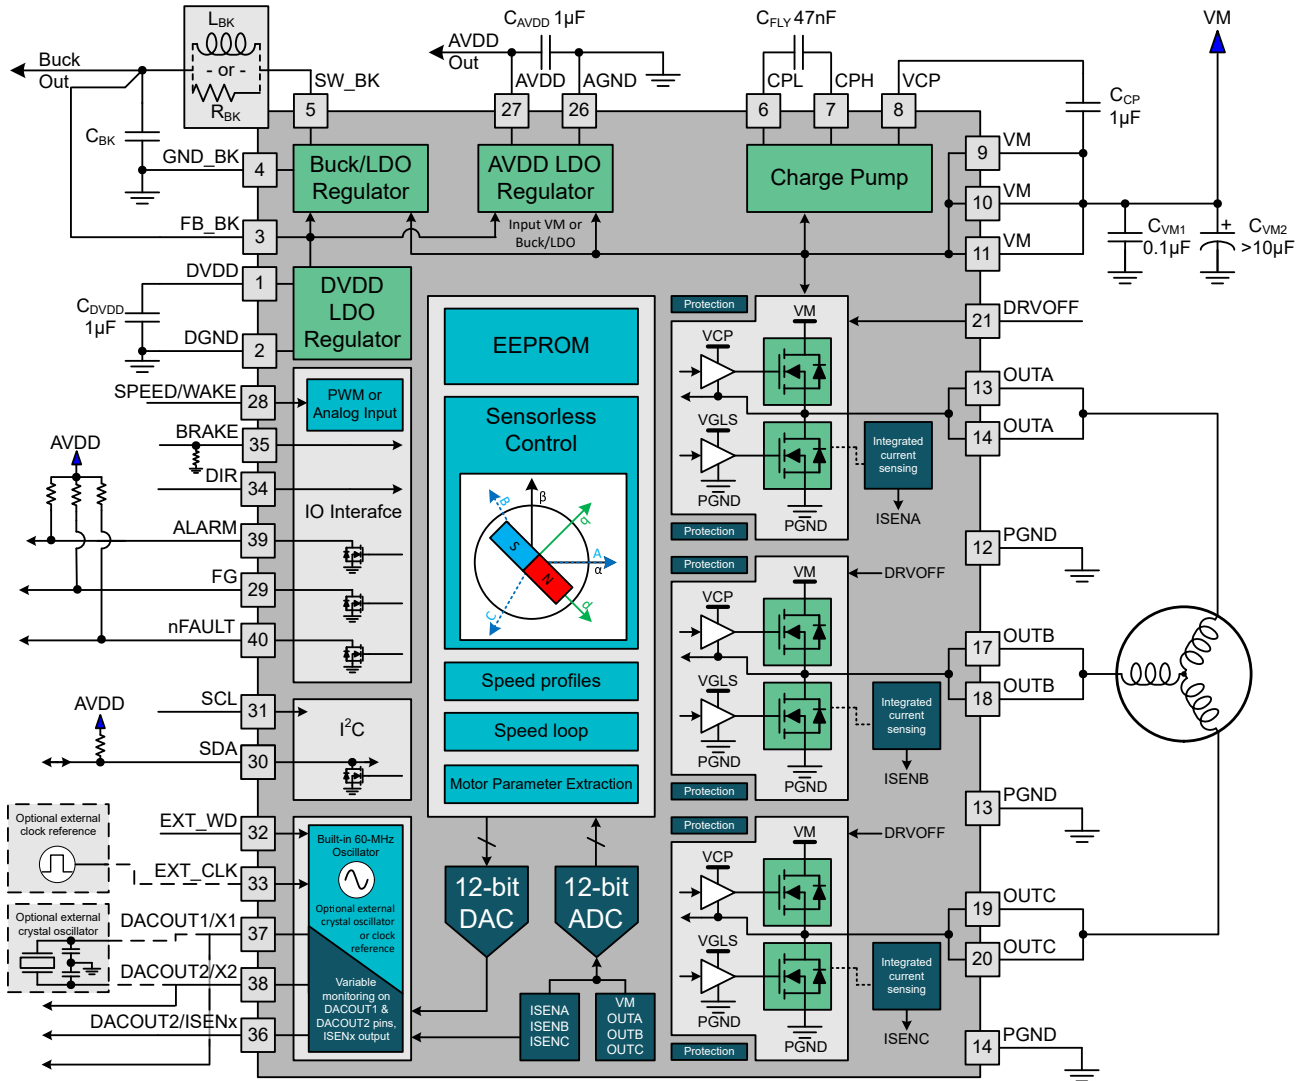 LBK
- or -
RBK
Buck
Out
SW_BK
5
CBK
GND_BK
4
FB_BK
3
DVDD
1
CDVDD
1µF
DGND
2
CAVDD 1µF
AVDD
Out
AVDD
AGND
27
26
CFLY 47nF
CPL
CPH
VCP
6
7
8
VM
CCP
1µF
9
VM
10
VM
11
VM
CVM1
0.1µF
+
CVM2
>10µF
Buck/LDO
Regulator
AVDD LDO
Regulator
Input VM or
Buck/LDO
Charge Pump
DVDD
LDO
Regulator
SPEED/WAKE
28
PWM or
Analog Input
BRAKE
35
AVDD
DIR
34
IO Interafce
ALARM
39
FG
29
nFAULT
40
SCL
31
AVDD
I2C
SDA
30
EEPROM
Sensorless
Control
β
B
q
S
A
α
N
C
d
Speed profiles
Speed loop
Motor Parameter Extraction
Protection
VM
VCP
VGLS
PGND
PGND
Integrated
current
sensing
ISENA
Protection
21
DRVOFF
13
OUTA
14
OUTA
12
PGND
Protection
VM
DRVOFF
VCP
VGLS
PGND
PGND
Integrated
current
sensing
ISENB
Protection
17
OUTB
18
OUTB
13
PGND
Protection
VM
DRVOFF
VCP
VGLS
PGND
PGND
Integrated
current
sensing
ISENC
Protection
19
OUTC
20
OUTC
14
PGND
EXT_WD
32
Optional external
clock reference
EXT_CLK
33
Optional external
crystal oscillator
DACOUT1/X1
37
DACOUT2/X2
38
DACOUT2/ISENx
36
Built-in 60-MHz
Oscillator
Optional external
crystal oscillator
or clock
reference
Variable
monitoring on
DACOUT1 &
DACOUT2 pins,
ISENx output
12-bit
DAC
12-bit
ADC
ISENA
ISENB
ISENC
VM
OUTA
OUTB
OUTC